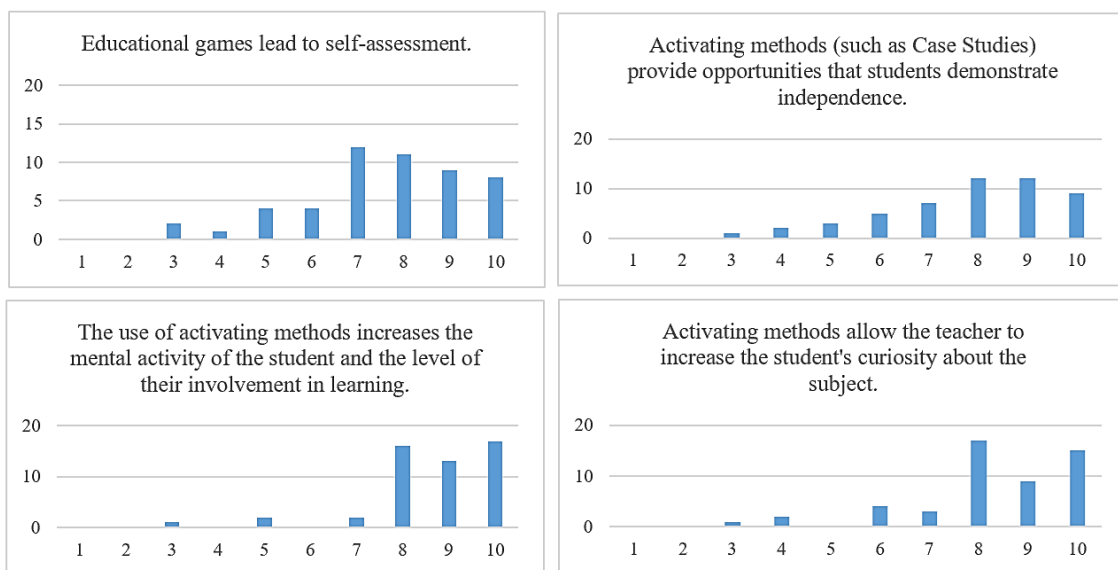 Educational games lead to self-assessment.
20
15
10
5
0
1 2 3 4 5 6 7 8 9 10
Activating methods (such as Case Studies)
provide opportunities that students demonstrate
independence.
20
10
0
1 2 3 4 5 6 7 8 9 10
The use of activating methods increases the
mental activity of the student and the level of
their involvement in learning.
20
10
0
1 2 3 4 5 6 7 8 9 10
Activating methods allow the teacher to
increase the student's curiosity about the
subject.
20
10
0
1 2 3 4 5 6 7 8 9 10